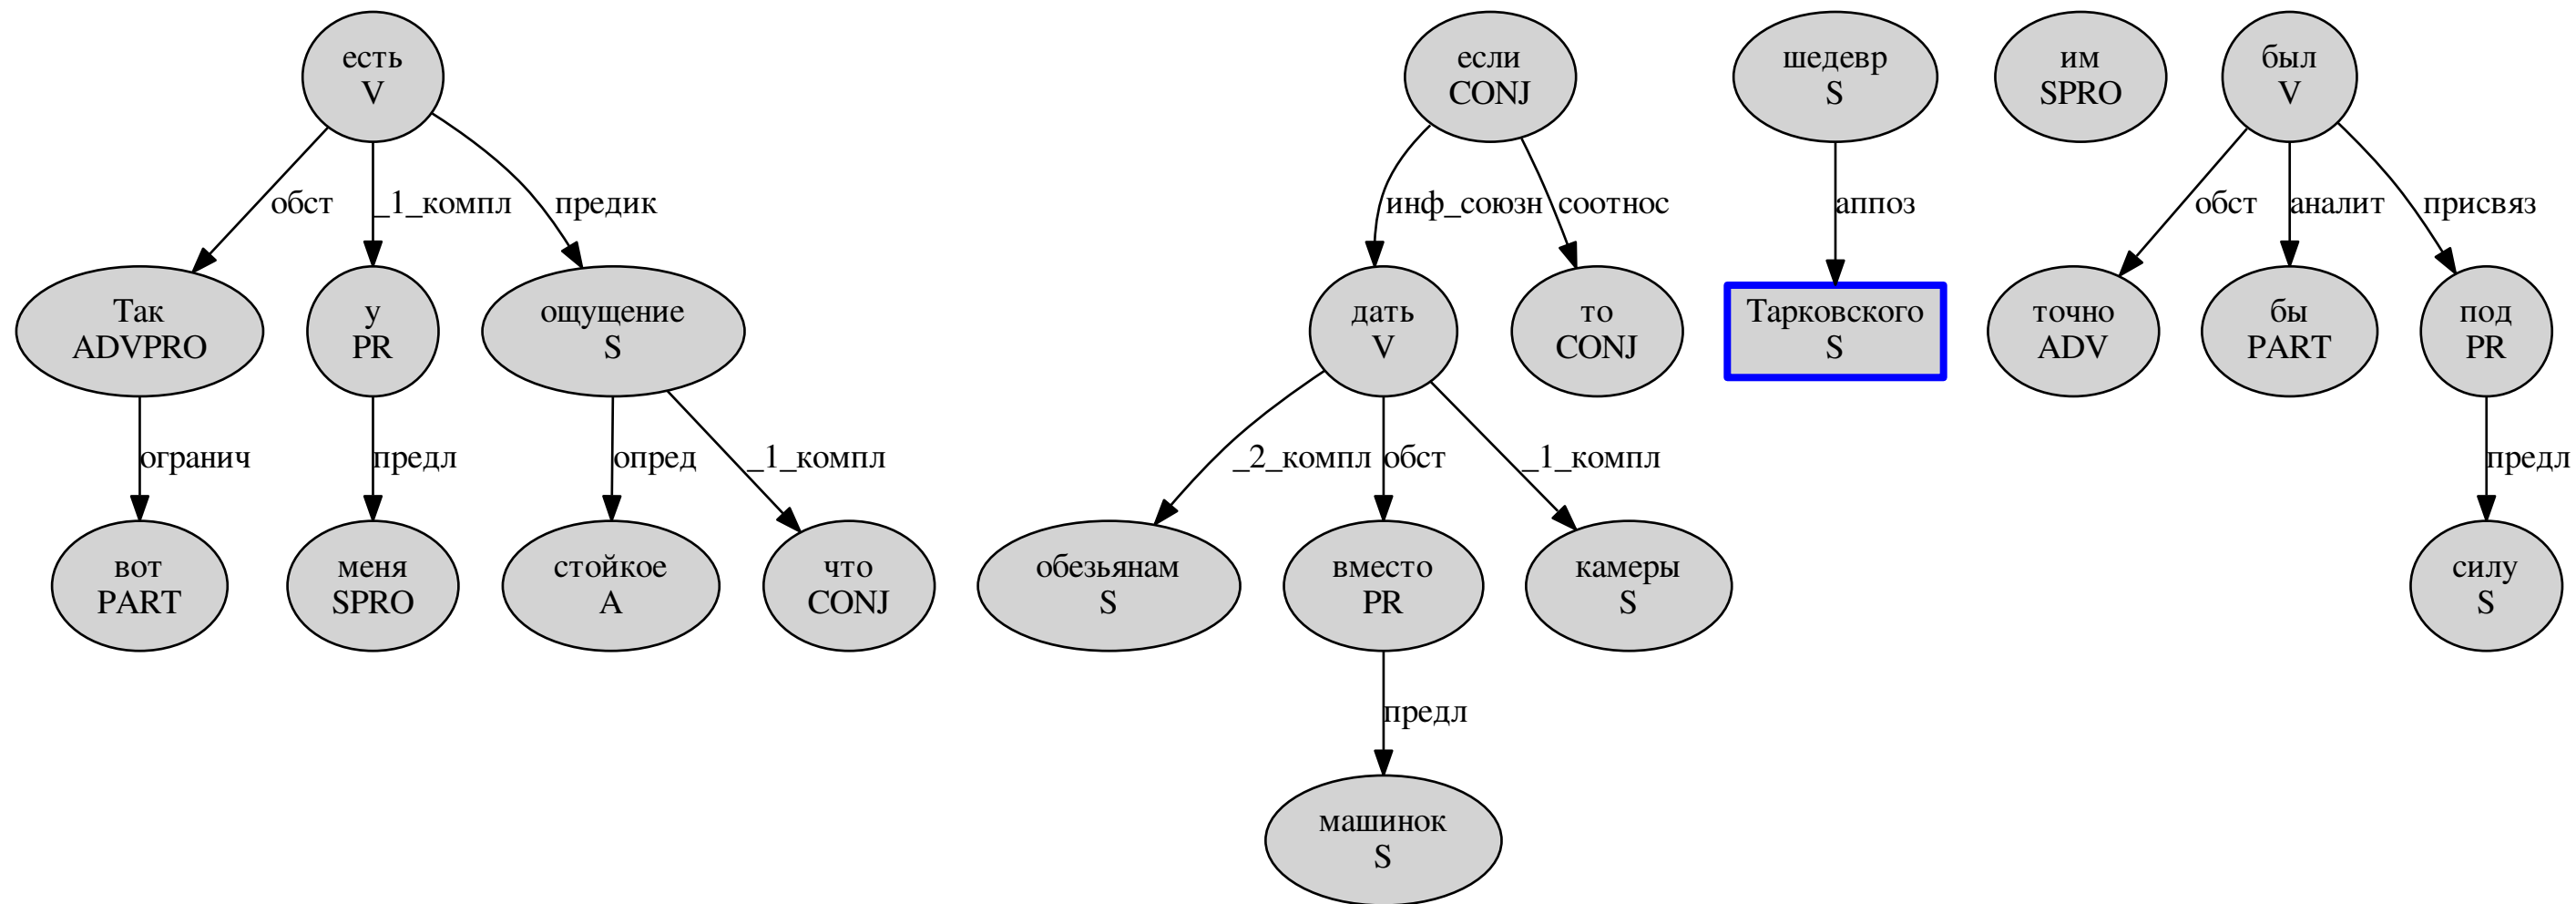 есть
V
если
CONJ
шедевр
S
им
SPRO
был
V
обст
_1_компл
предик
инф_союзн
соотнос
аппоз
обст
аналит
присвяз
Так
ADVPRO
у
PR
ощущение
S
дать
V
то
CONJ
Тарковского
S
точно
ADV
бы
PART
под
PR
огранич
предл
опред
_1_компл
_2_компл
обст
_1_компл
предл
вот
PART
меня
SPRO
стойкое
A
что
CONJ
обезьянам
S
вместо
PR
камеры
S
силу
S
предл
машинок
S